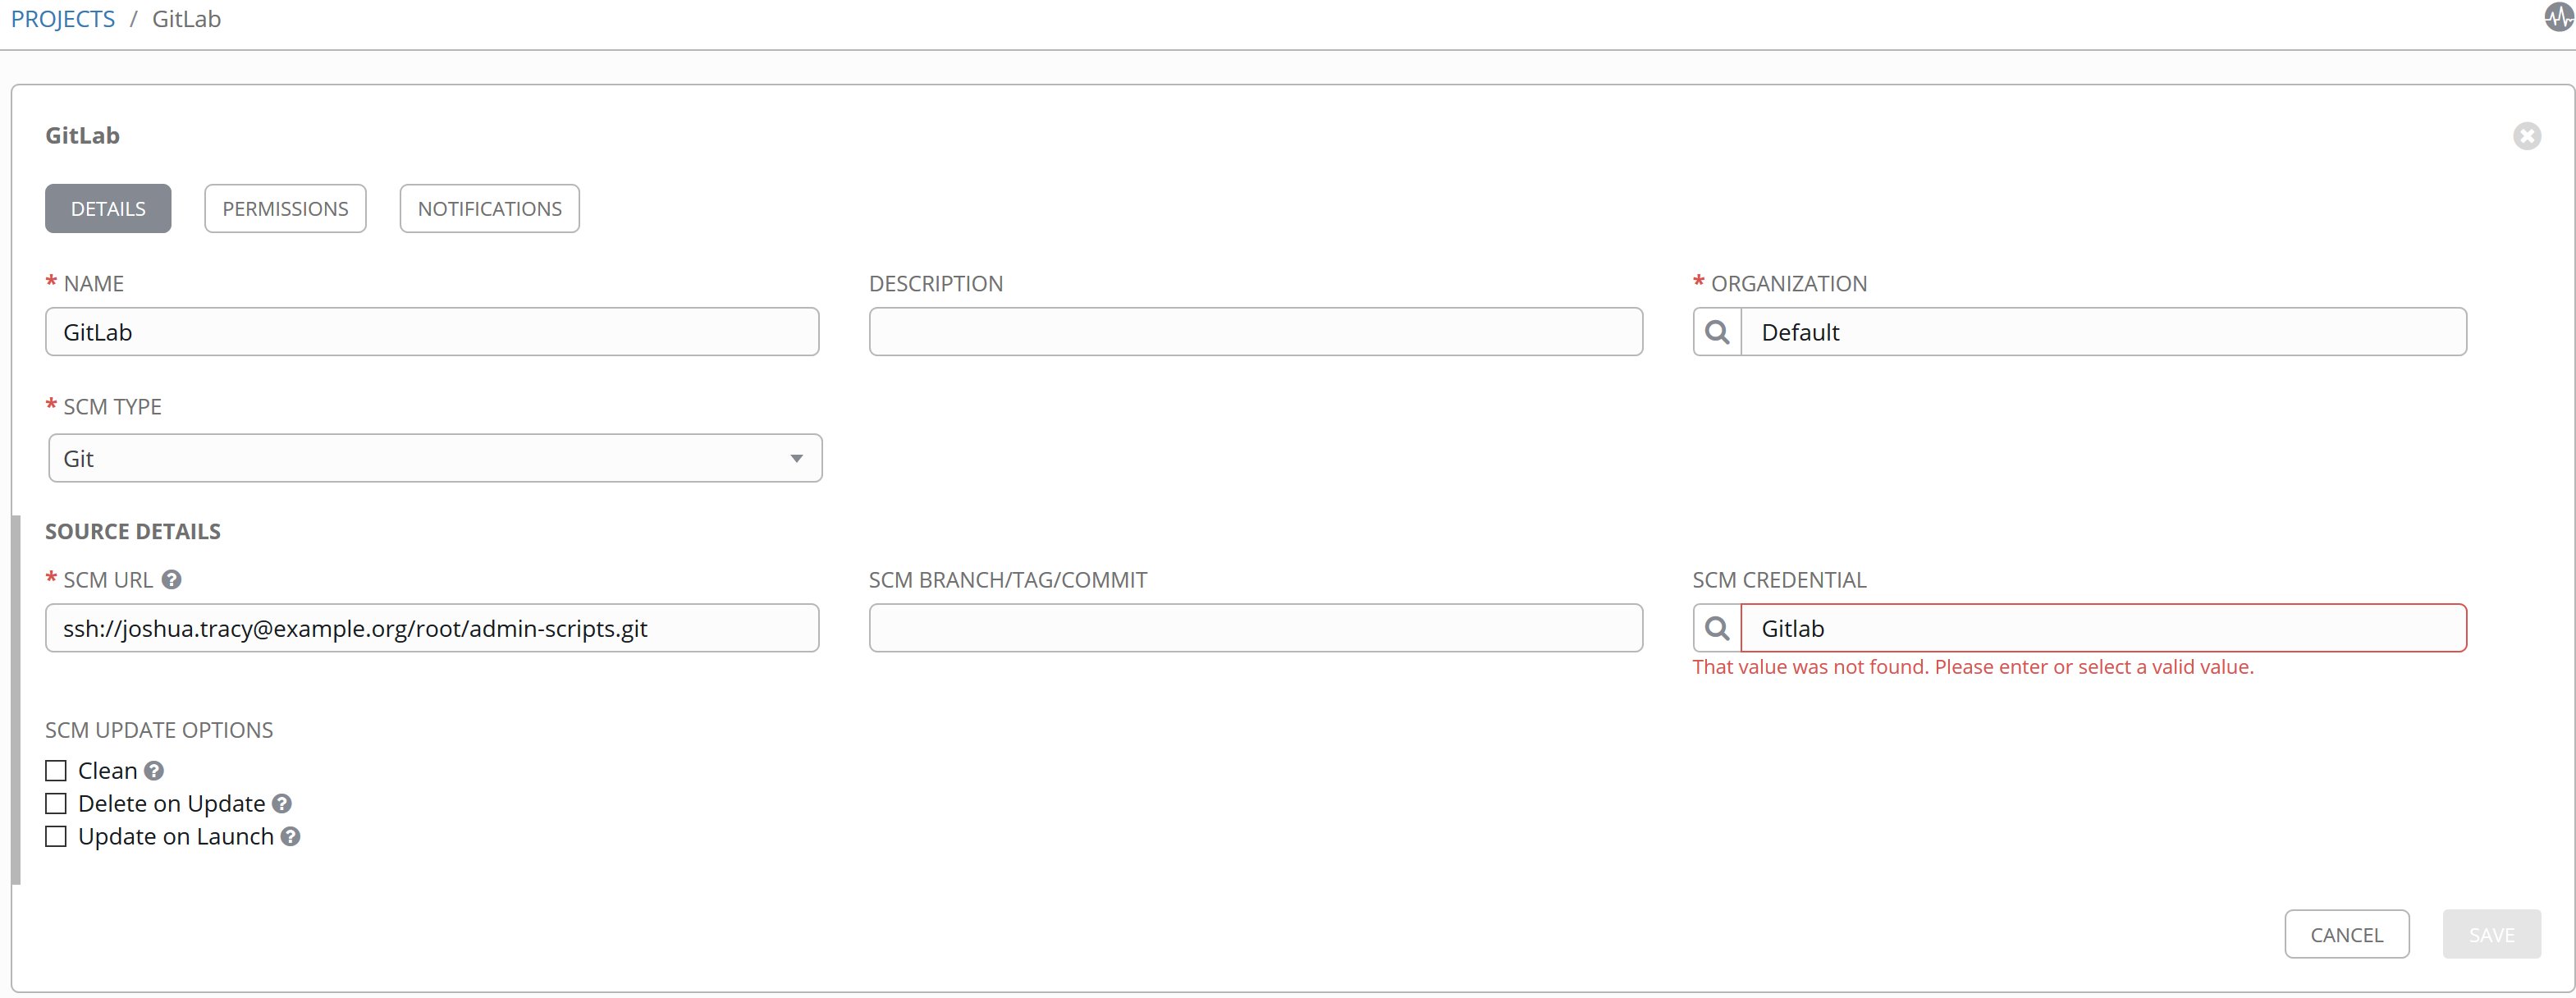 PROJECTS / GitLab
GitLab
DETAILS PERMISSIONS NOTIFICATIONS
* NAME DESCRIPTION * ORGANIZATION
GitLab Default
* SCM TYPE
Git
SOURCE DETAILS
* SCM URL ? SCM BRANCH/TAG/COMMIT SCM CREDENTIAL
ssh://joshua.tracy@example.org/root/admin-scripts.git Gitlab
That value was not found. Please enter or select a valid value.
SCM UPDATE OPTIONS
Clean ?
Delete on Update ?
Update on Launch ?
CANCEL SAVE